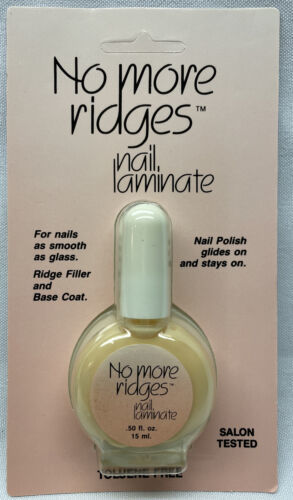 No more
ridges™
nail
laminate
For nails
as smooth
as glass.
Ridge Filler
and
Base Coat.
Nail Polish
glides on
and stays on.
No more
ridges™
nail
laminate
.50 fl. oz.
15 ml.
SALON
TESTED
TOLUENE FREE